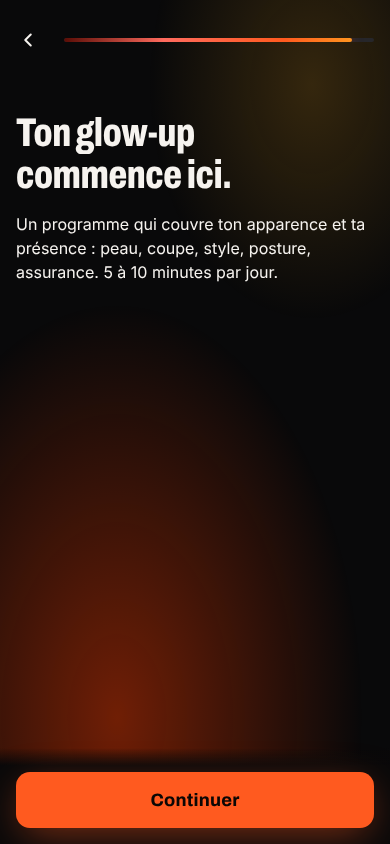 Ton glow-up
commence ici.
Un programme qui couvre ton apparence et ta
présence : peau, coupe, style, posture,
assurance. 5 à 10 minutes par jour.
Continuer